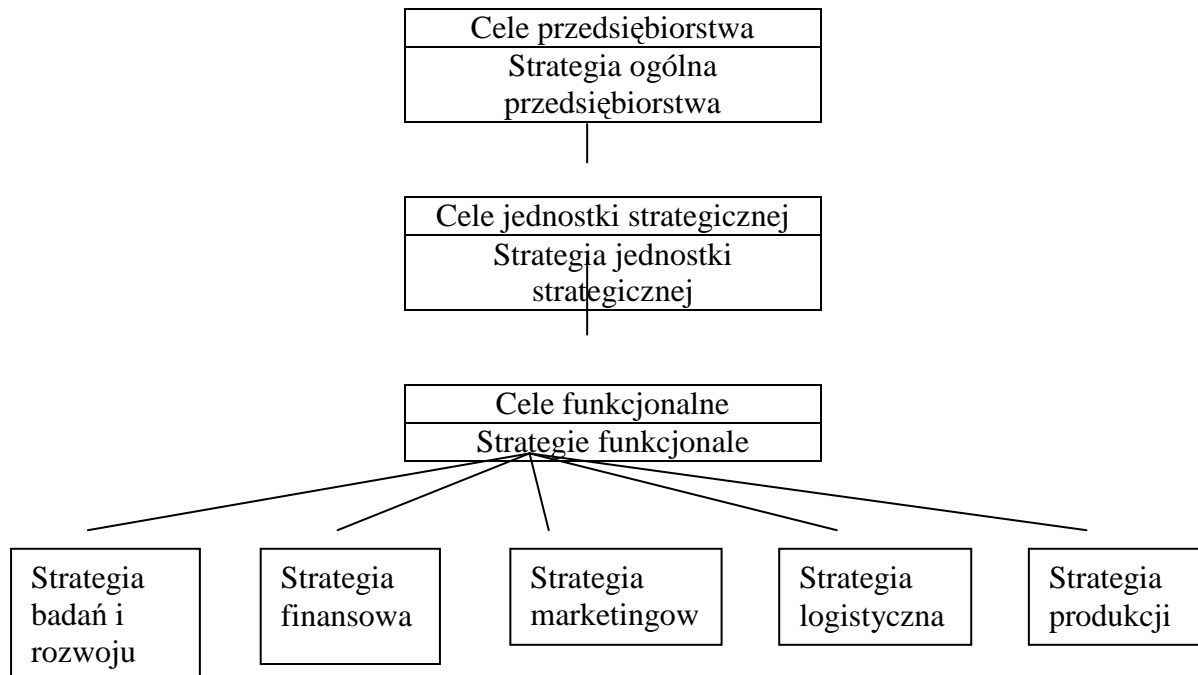 Cele przedsiębiorstwa
Strategia ogólna
przedsiębiorstwa
Cele jednostki strategicznej
Strategia jednostki
strategicznej
Cele funkcjonalne
Strategie funkcjonale
Strategia
badań i
rozwoju
Strategia
finansowa
Strategia
marketingow
Strategia
logistyczna
Strategia
produkcji